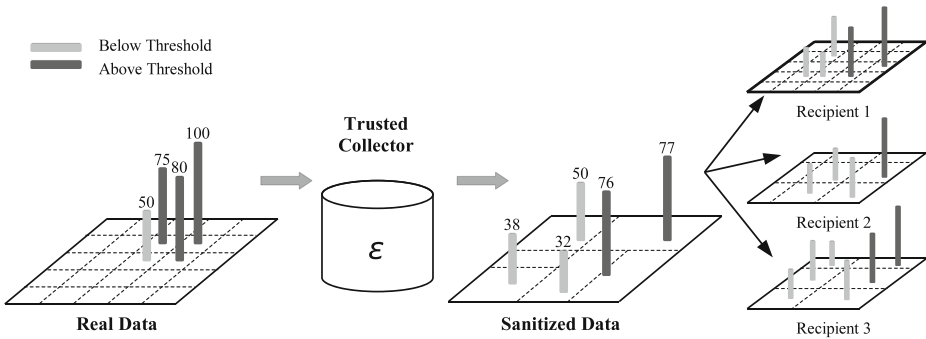 Below Threshold
Above Threshold
50
75
80
100
Real Data
Trusted
Collector
ε
38
32
50
76
77
Sanitized Data
Recipient 1
Recipient 2
Recipient 3